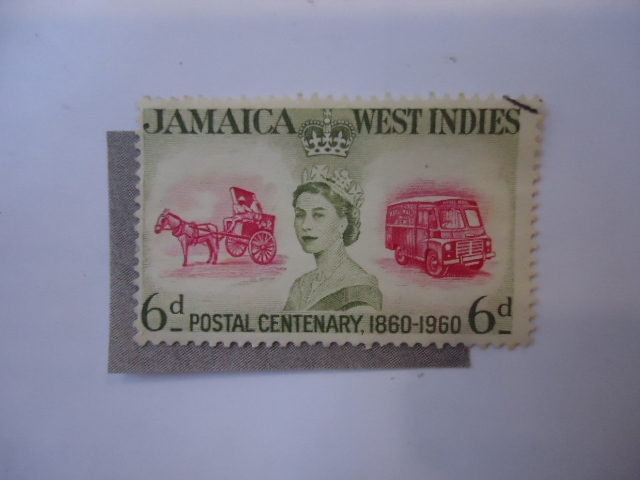 JAMAICA WEST INDIES
6d POSTAL CENTENARY, 1860-1960 6d